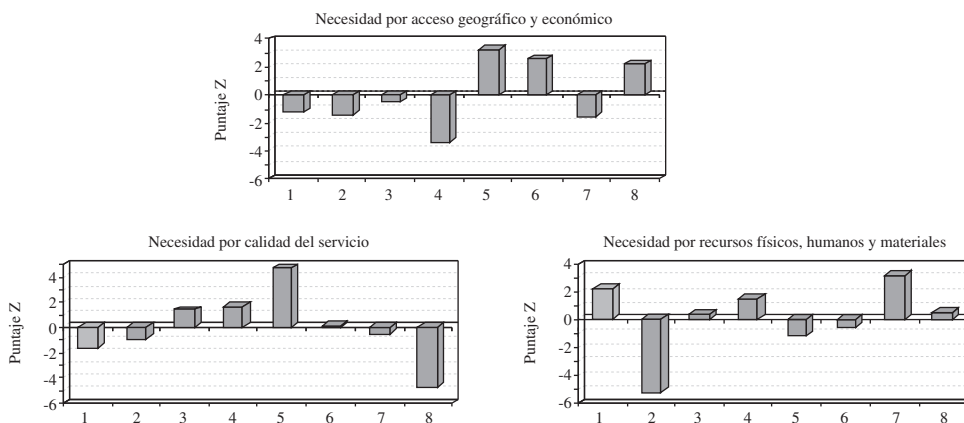 Necesidad por acceso geográfico y económico
Puntaje Z
4
2
0
-2
-4
-6
1 2 3 4 5 6 7 8
Necesidad por calidad del servicio
Puntaje Z
4
2
0
-2
-4
-6
1 2 3 4 5 6 7 8
Necesidad por recursos físicos, humanos y materiales
Puntaje Z
4
2
0
-2
-4
-6
1 2 3 4 5 6 7 8